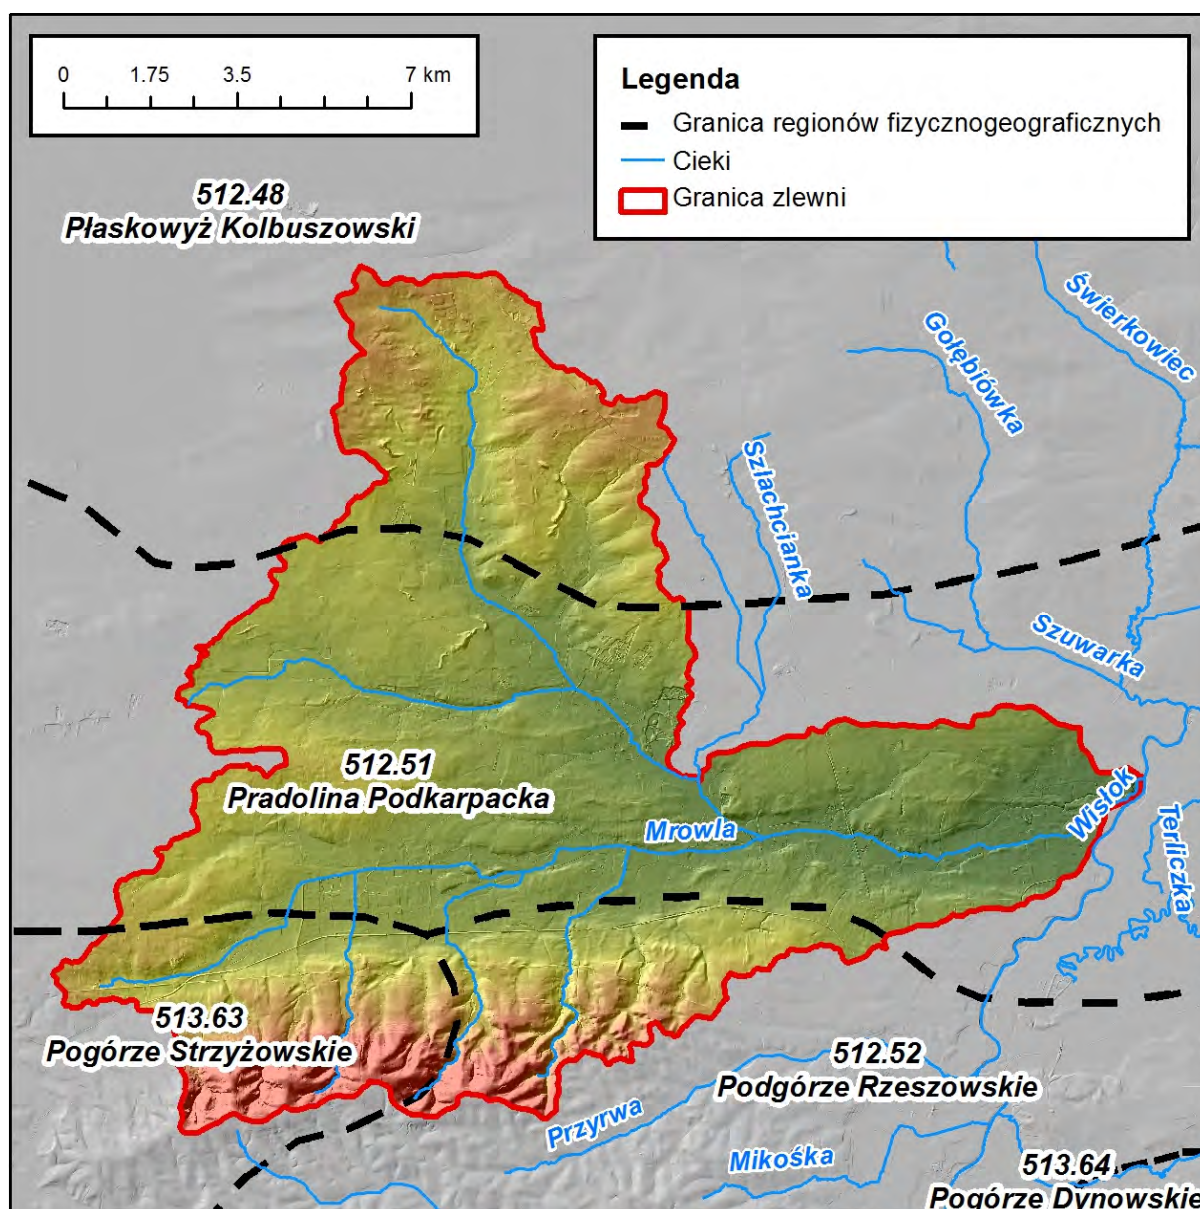 0 1.75 3.5 7 km
Legenda
Granica regionów fizycznogeograficznych
Cieki
Granica zlewni
512.48
Płaskowyż Kolbuszowski
Świerkowiec
Gołębiówka
Szlachcianka
Szuwarka
512.51
Pradolina Podkarpacka
Mrowla
Wisłok
Terliczka
513.63
Pogórze Strzyżowskie
512.52
Podgórze Rzeszowskie
Przyrwa
Mikośka
513.64
Pogórze Dynowskie